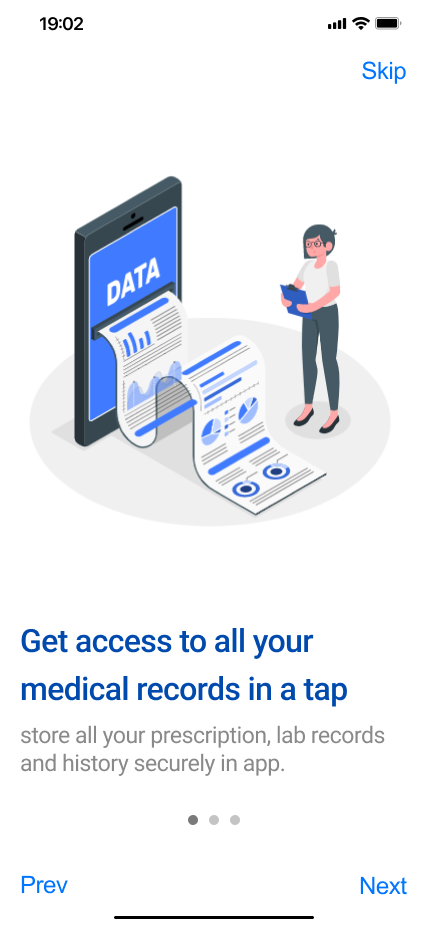 19:02
Skip
DATA
Get access to all your
medical records in a tap
store all your prescription, lab records
and history securely in app.
Prev
Next